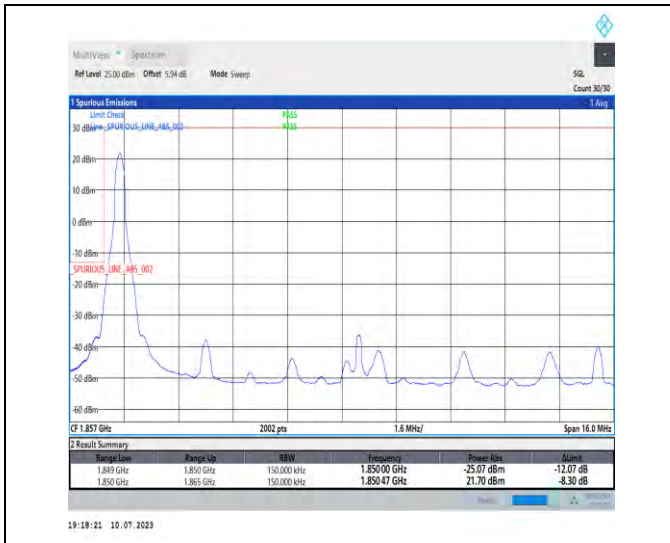 MultiView Spectrum
Ref Level 25.00 dBm Offset 5.94 dB Mode Sweep SGL
Count 30/30
1 Spurious Emissions 1 Avg
Limit Check PASS
30 dBm Line _SPURIOUS_LINE_ABS_002 PASS
20 dBm
10 dBm
0 dBm
-10 dBm
_SPURIOUS_LINE_ABS_002
-20 dBm
-30 dBm
-40 dBm
-50 dBm
-60 dBm
CF 1.857 GHz 2002 pts 1.6 MHz/ Span 16.0 MHz
2 Result Summary
Range Low Range Up RBW Frequency Power Abs ΔLimit
1.849 GHz 1.850 GHz 150.000 kHz 1.85000 GHz -25.07 dBm -12.07 dB
1.850 GHz 1.865 GHz 150.000 kHz 1.85047 GHz 21.70 dBm -8.30 dB
Ready
19:18:21 10.07.2023